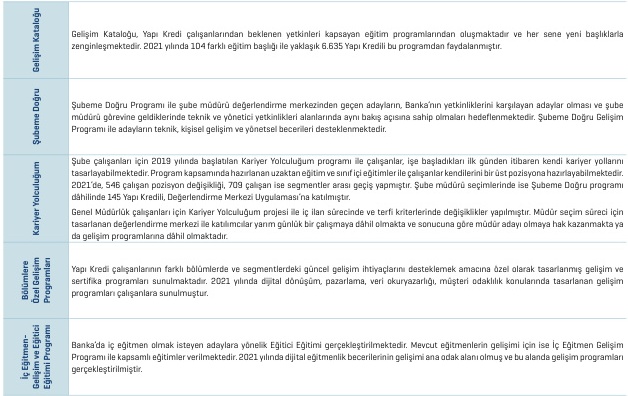 Gelişim Kataloğu
Gelişim Kataloğu, Yapı Kredi çalışanlarından beklenen yetkinleri kapsayan eğitim programlarından oluşmaktadır ve her sene yeni başlıklarla
zenginleşmektedir. 2021 yılında 104 farklı eğitim başlığı ile yaklaşık 6.635 Yapı Kredili bu programdan faydalanmıştır.
Şubeme Doğru
Şubeme Doğru Programı ile şube müdürü değerlendirme merkezinden geçen adayların, Banka’nın yetkinliklerini karşılayan adaylar olması ve şube
müdürü görevine geldiklerinde teknik ve yönetici yetkinlikleri alanlarında aynı bakış açısına sahip olmaları hedeflenmektedir. Şubeme Doğru Gelişim
Programı ile adayların teknik, kişisel gelişim ve yönetsel becerileri desteklenmektedir.
Kariyer Yolculuğum
Şube çalışanları için 2019 yılında başlatılan Kariyer Yolculuğum programı ile çalışanlar, işe başladıkları ilk günden itibaren kendi kariyer yollarını
tasarlayabilmektedir. Program kapsamında hazırlanan uzaktan eğitim ve sınıf içi eğitimler ile çalışanlar kendilerini bir üst pozisyona hazırlayabilmektedir.
2021’de, 546 çalışan pozisyon değişikliği, 709 çalışan ise segmentler arası geçiş yapmıştır. Şube müdürü seçimlerinde ise Şubeme Doğru programı
dâhilinde 145 Yapı Kredili, Değerlendirme Merkezi Uygulaması’na katılmıştır.
Genel Müdürlük çalışanları için Kariyer Yolculuğum projesi ile iç ilan sürecinde ve terfi kriterlerinde değişiklikler yapılmıştır. Müdür seçim süreci için
tasarlanan değerlendirme merkezi ile katılımcılar yarım günlük bir çalışmaya dâhil olmakta ve sonucuna göre müdür adayı olmaya hak kazanmakta ya
da gelişim programlarına dâhil olmaktadır.
Bölümlere
Özel Gelişim
Programları
Yapı Kredi çalışanlarının farklı bölümlerde ve segmentlerdeki güncel gelişim ihtiyaçlarını desteklemek amacına özel olarak tasarlanmış gelişim ve
sertifika programları sunulmaktadır. 2021 yılında dijital dönüşüm, pazarlama, veri okuryazarlığı, müşteri odaklılık konularında tasarlanan gelişim
programları çalışanlara sunulmuştur.
İç Eğitmen-
Gelişim ve Eğitici
Eğitimi Programı
Banka’da iç eğitmen olmak isteyen adaylara yönelik Eğitici Eğitimi gerçekleştirilmektedir. Mevcut eğitmenlerin gelişimi için ise İç Eğitmen Gelişim
Programı ile kapsamlı eğitimler verilmektedir. 2021 yılında dijital eğitmenlik becerilerinin gelişimi ana odak alanı olmuş ve bu alanda gelişim programları
gerçekleştirilmiştir.